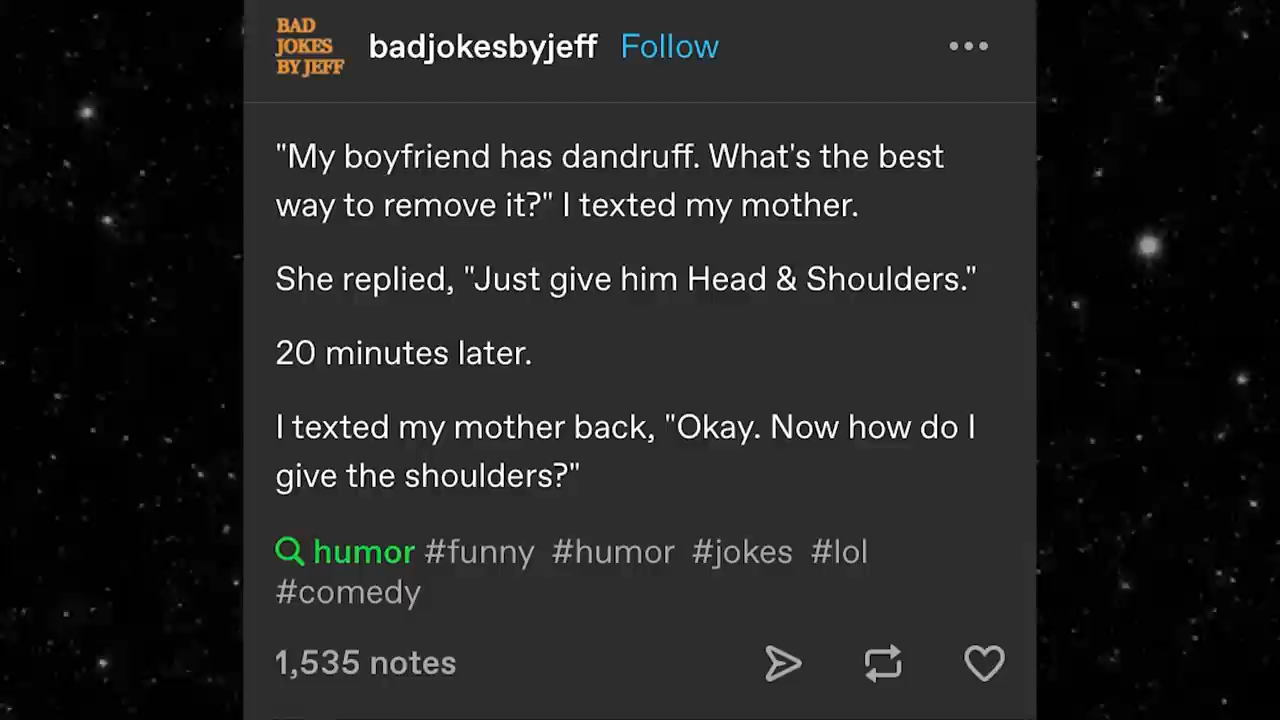 BAD
JOKES
BY JEFF
badjokesbyjeff Follow
"My boyfriend has dandruff. What's the best
way to remove it?" I texted my mother.
She replied, "Just give him Head & Shoulders."
20 minutes later.
I texted my mother back, "Okay. Now how do I
give the shoulders?"
humor #funny #humor #jokes #lol
#comedy
1,535 notes